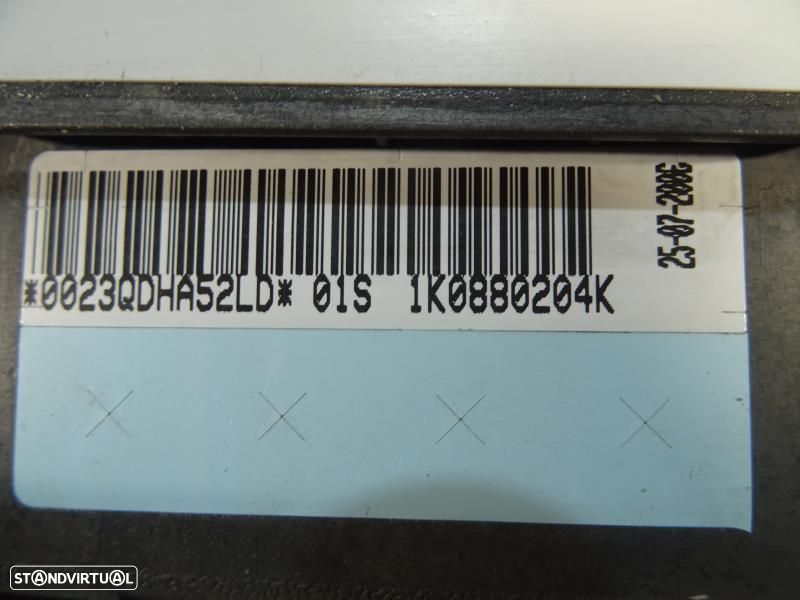 *0023QDHA52LD* 01S 1K0880204K
25-07-2006
STANDVIRTUAL